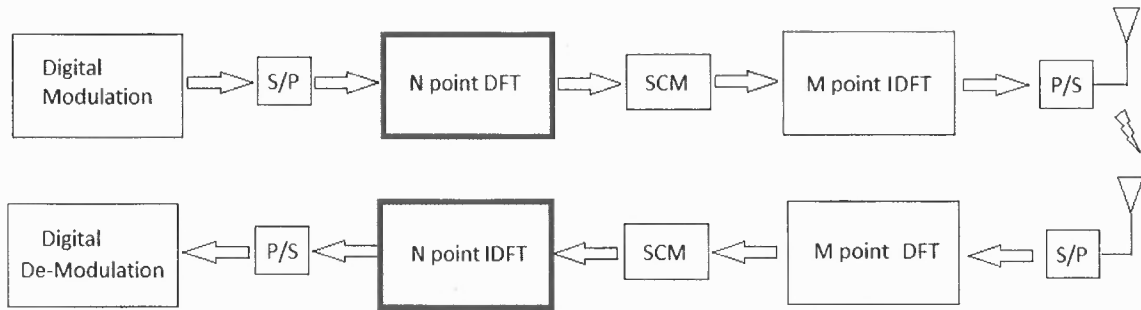 Digital
Modulation
S/P
N point DFT
SCM
M point IDFT
P/S
Digital
De-Modulation
P/S
N point IDFT
SCM
M point DFT
S/P